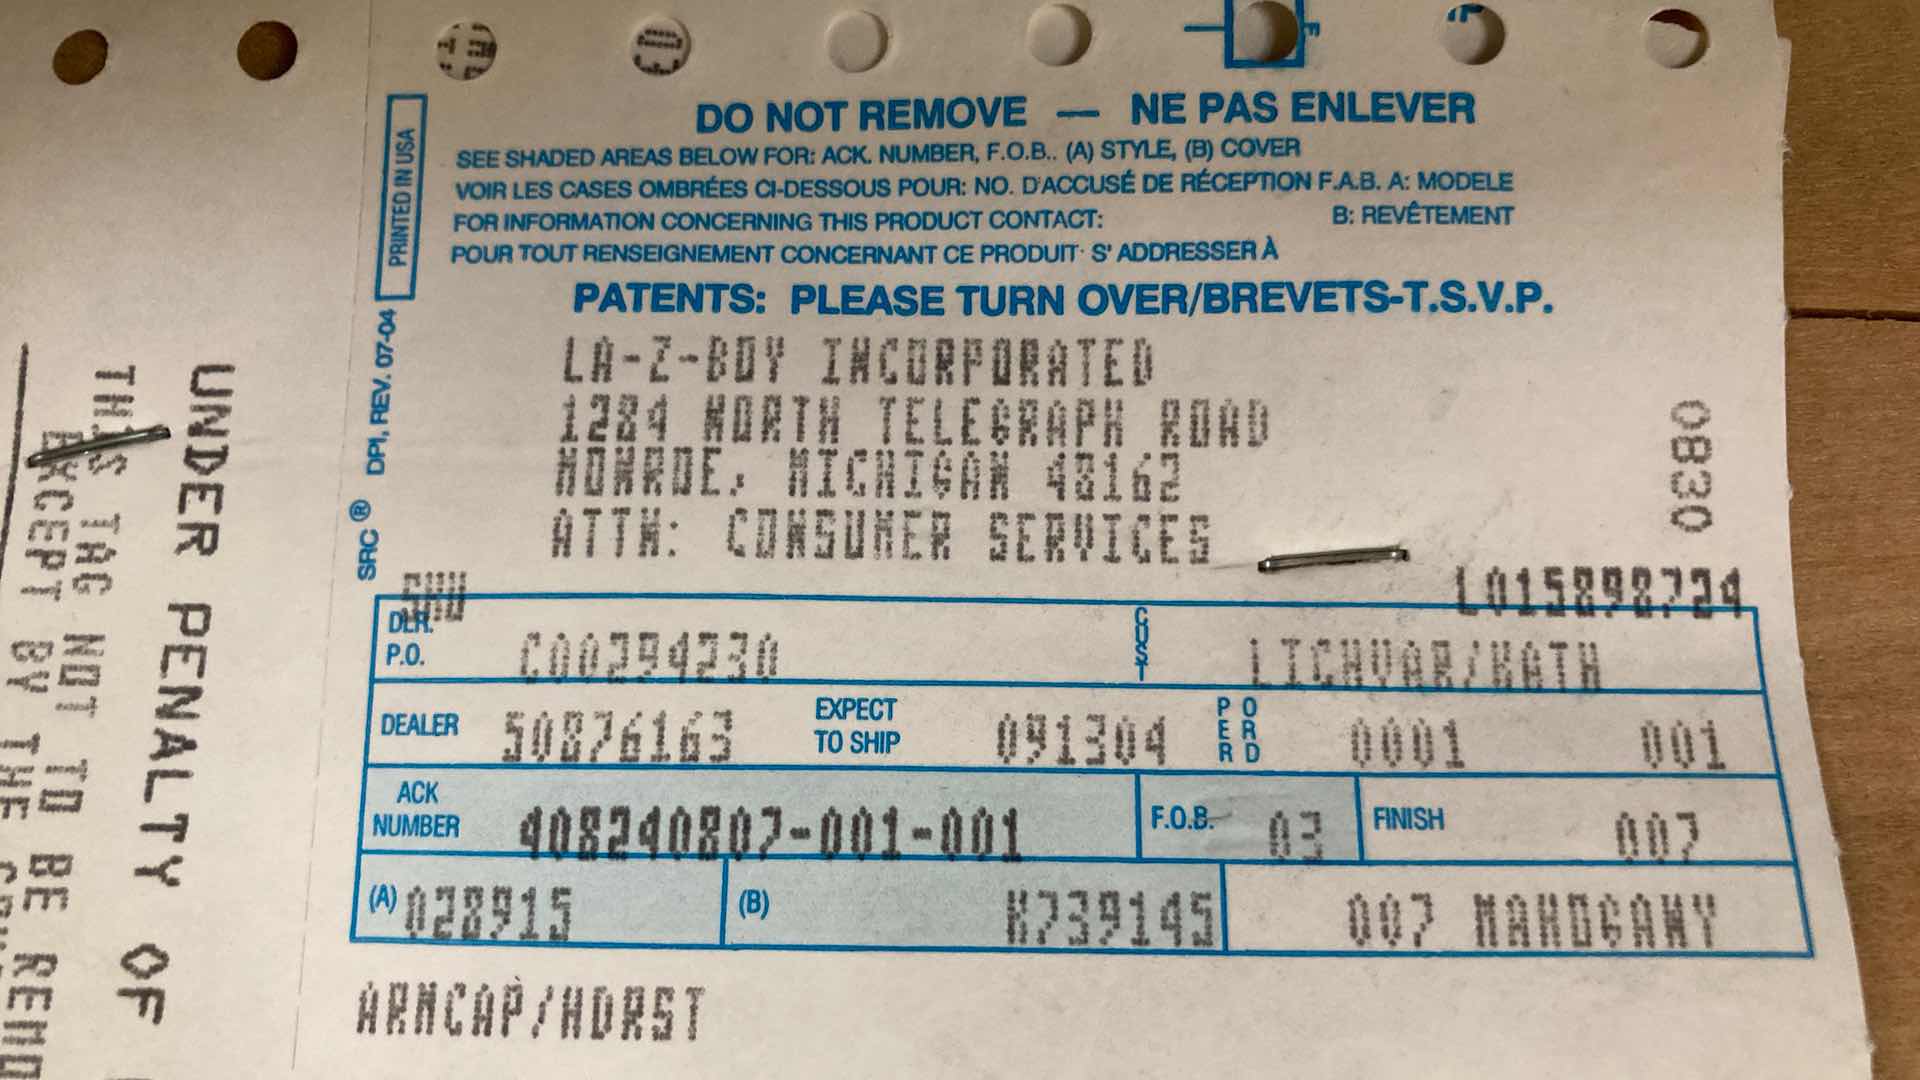 DO NOT REMOVE — NE PAS ENLEVER
SEE SHADED AREAS BELOW FOR: ACK. NUMBER, F.O.B.. (A) STYLE, (B) COVER
VOIR LES CASES OMBRÉES CI-DESSOUS POUR: NO. D'ACCUSÉ DE RÉCEPTION F.A.B. A: MODELE
FOR INFORMATION CONCERNING THIS PRODUCT CONTACT: B: REVÊTEMENT
POUR TOUT RENSEIGNEMENT CONCERNANT CE PRODUIT S' ADDRESSER À
PATENTS: PLEASE TURN OVER/BREVETS-T.S.V.P.
LA-Z-BOY INCORPORATED
1284 NORTH TELEGRAPH ROAD
MONROE, MICHIGAN 48162
ATTN: CONSUMER SERVICES
0830
L015898724
DLR. P.O. C00294230 CUST LICHVAR/KATH
DEALER 50876163 EXPECT TO SHIP 091304 PER ORD 0001 001
ACK NUMBER 408240807-001-001 F.O.B. 03 FINISH 007
(A) 028915 (B) K739145 007 MAHOGANY
ARMCAP/HDRST
PRINTED IN USA
SRC ® DPI, REV. 07-04
UNDER PENALTY OF
THIS TAG NOT TO BE
EXCEPT BY THE